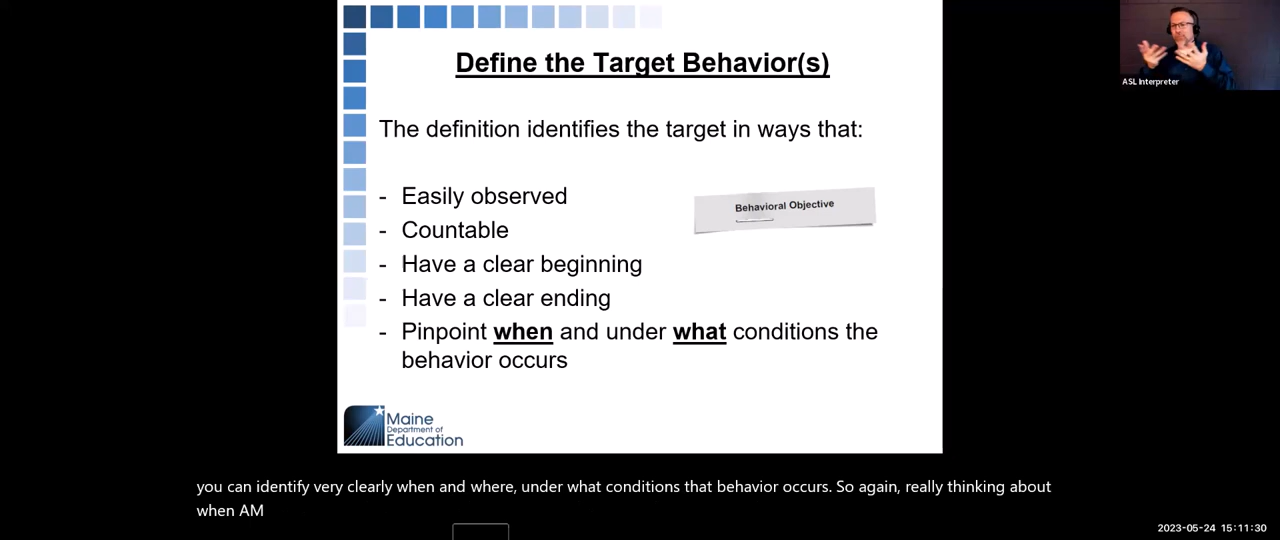 Define the Target Behavior(s)
ASL Interpreter
The definition identifies the target in ways that:
- Easily observed
Behavioral Objective
- Countable
- Have a clear beginning
- Have a clear ending
- Pinpoint when and under what conditions the
behavior occurs
Maine
Department of
Education
you can identify very clearly when and where, under what conditions that behavior occurs. So again, really thinking about
when AM
2023-05-24 15:11:30